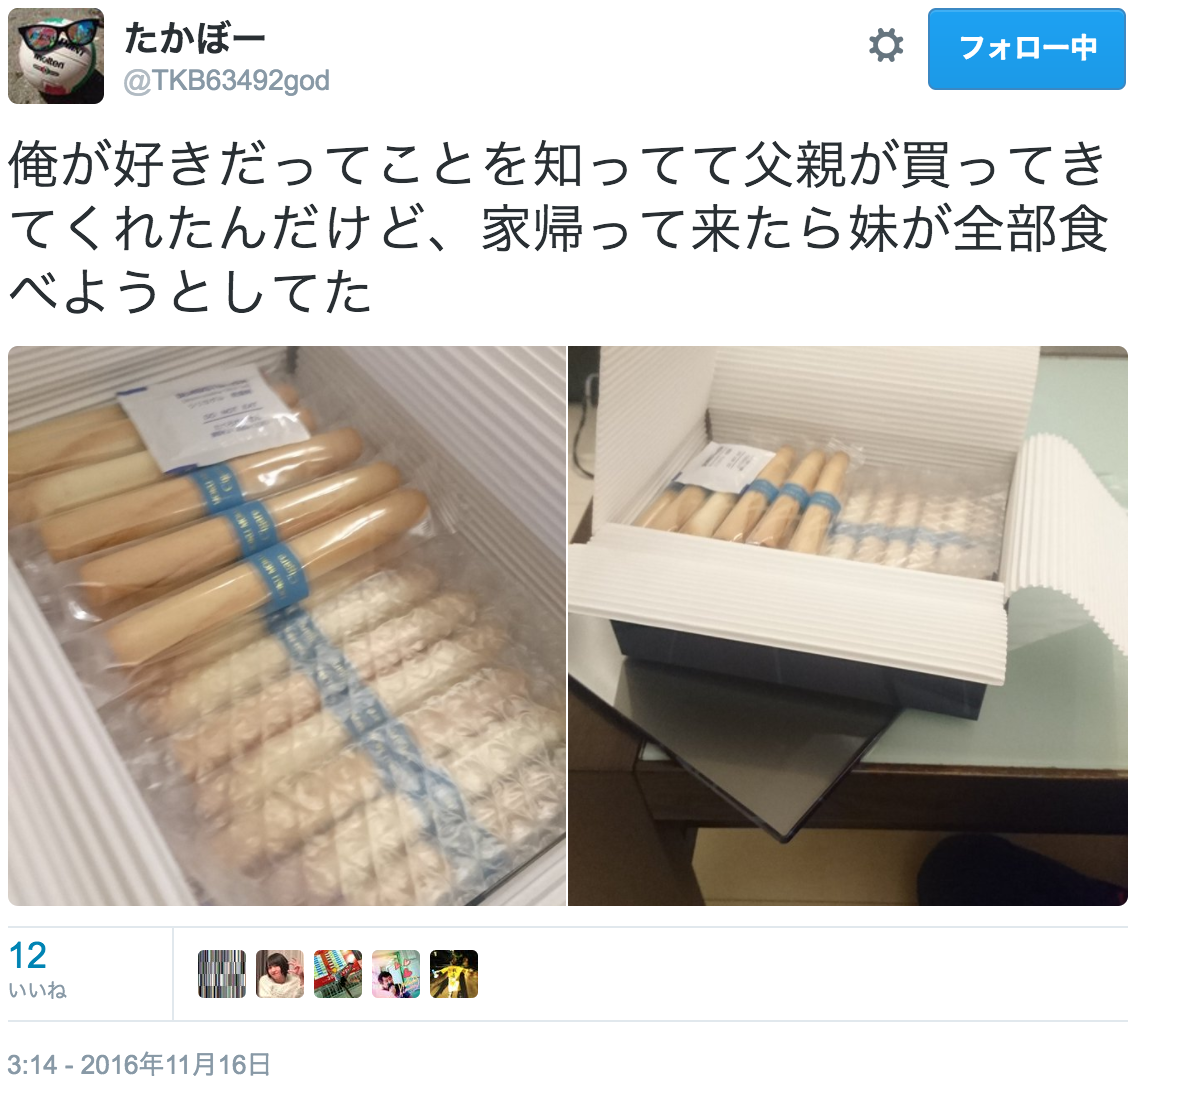 たかぼー
@TKB63492god
フォロー中
俺が好きだってことを知ってて父親が買ってき
てくれたんだけど、家帰って来たら妹が全部食
べようとしてた
molten
Cigare
Cigare
12
いいね
3:14 - 2016年11月16日